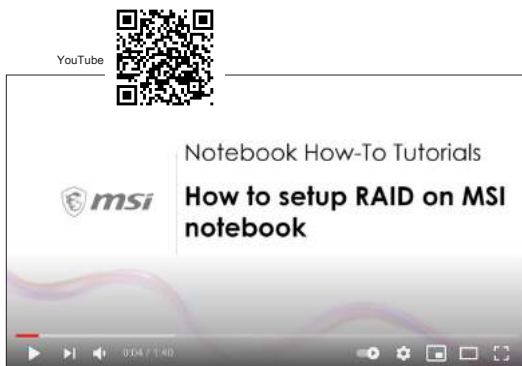 YouTube
Notebook How-To Tutorials
msi
How to setup RAID on MSI
notebook
0:04 / 1:40